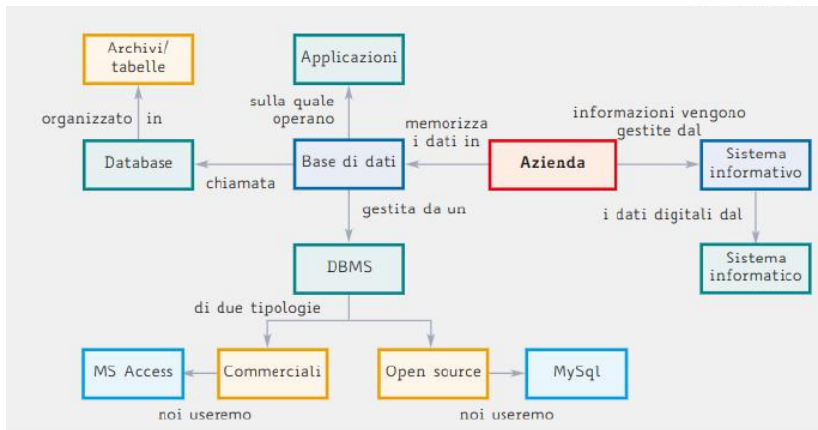 Archivi/
tabelle
Applicazioni
organizzato in
sulla quale
operano
memorizza
i dati in
informazioni vengono
gestite dal
Database
chiamata
Base di dati
Azienda
Sistema
informativo
gestita da un
i dati digitali dal
DBMS
Sistema
informatico
di due tipologie
MS Access
Commerciali
Open source
MySql
noi useremo
noi useremo